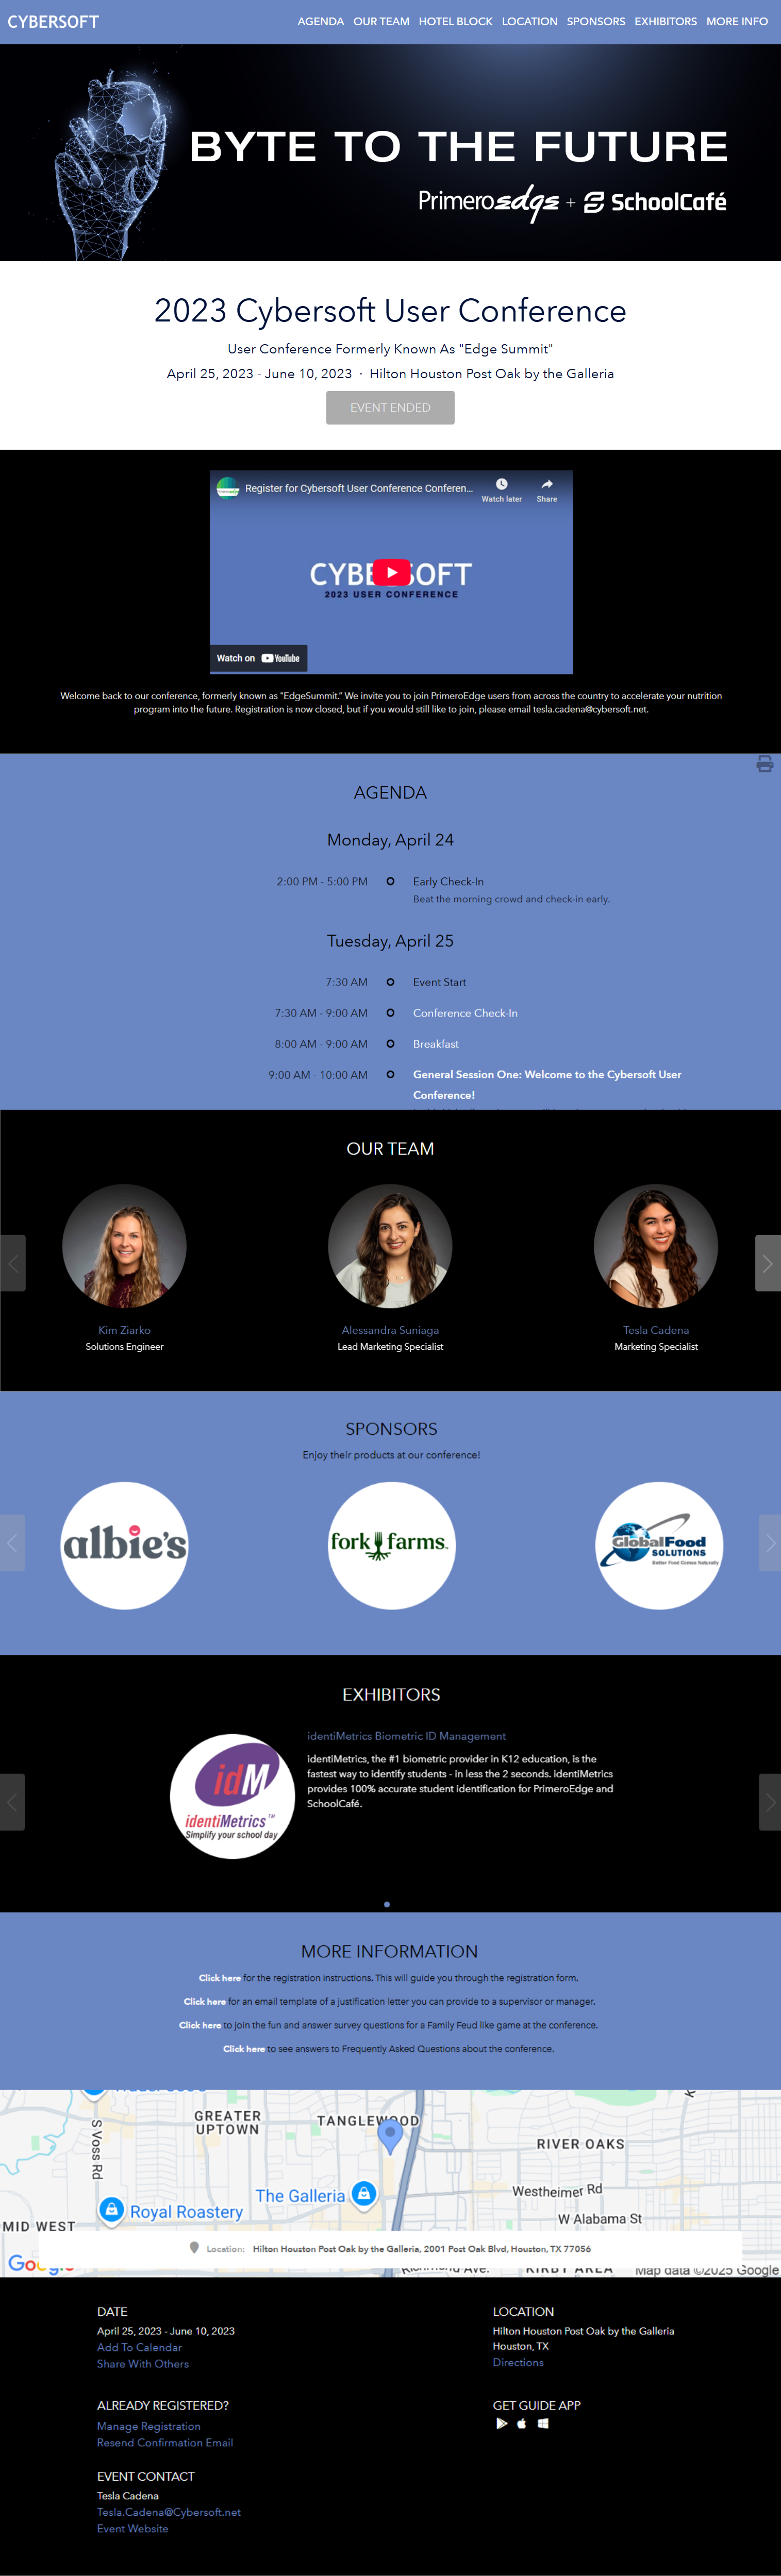 CYBERSOFT
AGENDA OUR TEAM HOTEL BLOCK LOCATION SPONSORS EXHIBITORS MORE INFO
BYTE TO THE FUTURE
Primeroedge + SchoolCafé
2023 Cybersoft User Conference
User Conference Formerly Known As "Edge Summit"
April 25, 2023 - June 10, 2023 · Hilton Houston Post Oak by the Galleria
EVENT ENDED
Register for Cybersoft User Conference Conferen...
Watch later
Share
CYBERSOFT
2023 USER CONFERENCE
Watch on YouTube
Welcome back to our conference, formerly known as "EdgeSummit." We invite you to join PrimeroEdge users from across the country to accelerate your nutrition
program into the future. Registration is now closed, but if you would still like to join, please email tesla.cadena@cybersoft.net.
AGENDA
Monday, April 24
2:00 PM - 5:00 PM
Early Check-In
Beat the morning crowd and check-in early.
Tuesday, April 25
7:30 AM
Event Start
7:30 AM - 9:00 AM
Conference Check-In
8:00 AM - 9:00 AM
Breakfast
9:00 AM - 10:00 AM
General Session One: Welcome to the Cybersoft User
Conference!
OUR TEAM
Kim Ziarko
Solutions Engineer
Alessandra Suniaga
Lead Marketing Specialist
Tesla Cadena
Marketing Specialist
SPONSORS
Enjoy their products at our conference!
albie's
fork farms
GlobalFood
SOLUTIONS
Better Food Comes Naturally
EXHIBITORS
idM
identiMetrics™
Simplify your school day
identiMetrics Biometric ID Management
identiMetrics, the #1 biometric provider in K12 education, is the
fastest way to identify students - in less the 2 seconds. identiMetrics
provides 100% accurate student identification for PrimeroEdge and
SchoolCafé.
MORE INFORMATION
Click here for the registration instructions. This will guide you through the registration form.
Click here for an email template of a justification letter you can provide to a supervisor or manager.
Click here to join the fun and answer survey questions for a Family Feud like game at the conference.
Click here to see answers to Frequently Asked Questions about the conference.
GREATER
UPTOWN
TANGLEWOOD
S Voss Rd
RIVER OAKS
The Galleria
Royal Roastery
Westheimer Rd
W Alabama St
MID WEST
Location: Hilton Houston Post Oak by the Galleria, 2001 Post Oak Blvd, Houston, TX 77056
Google
Richmond Ave.
KIRBY AREA
Map data ©2025 Google
DATE
April 25, 2023 - June 10, 2023
Add To Calendar
Share With Others
LOCATION
Hilton Houston Post Oak by the Galleria
Houston, TX
Directions
ALREADY REGISTERED?
Manage Registration
Resend Confirmation Email
GET GUIDE APP
EVENT CONTACT
Tesla Cadena
Tesla.Cadena@Cybersoft.net
Event Website